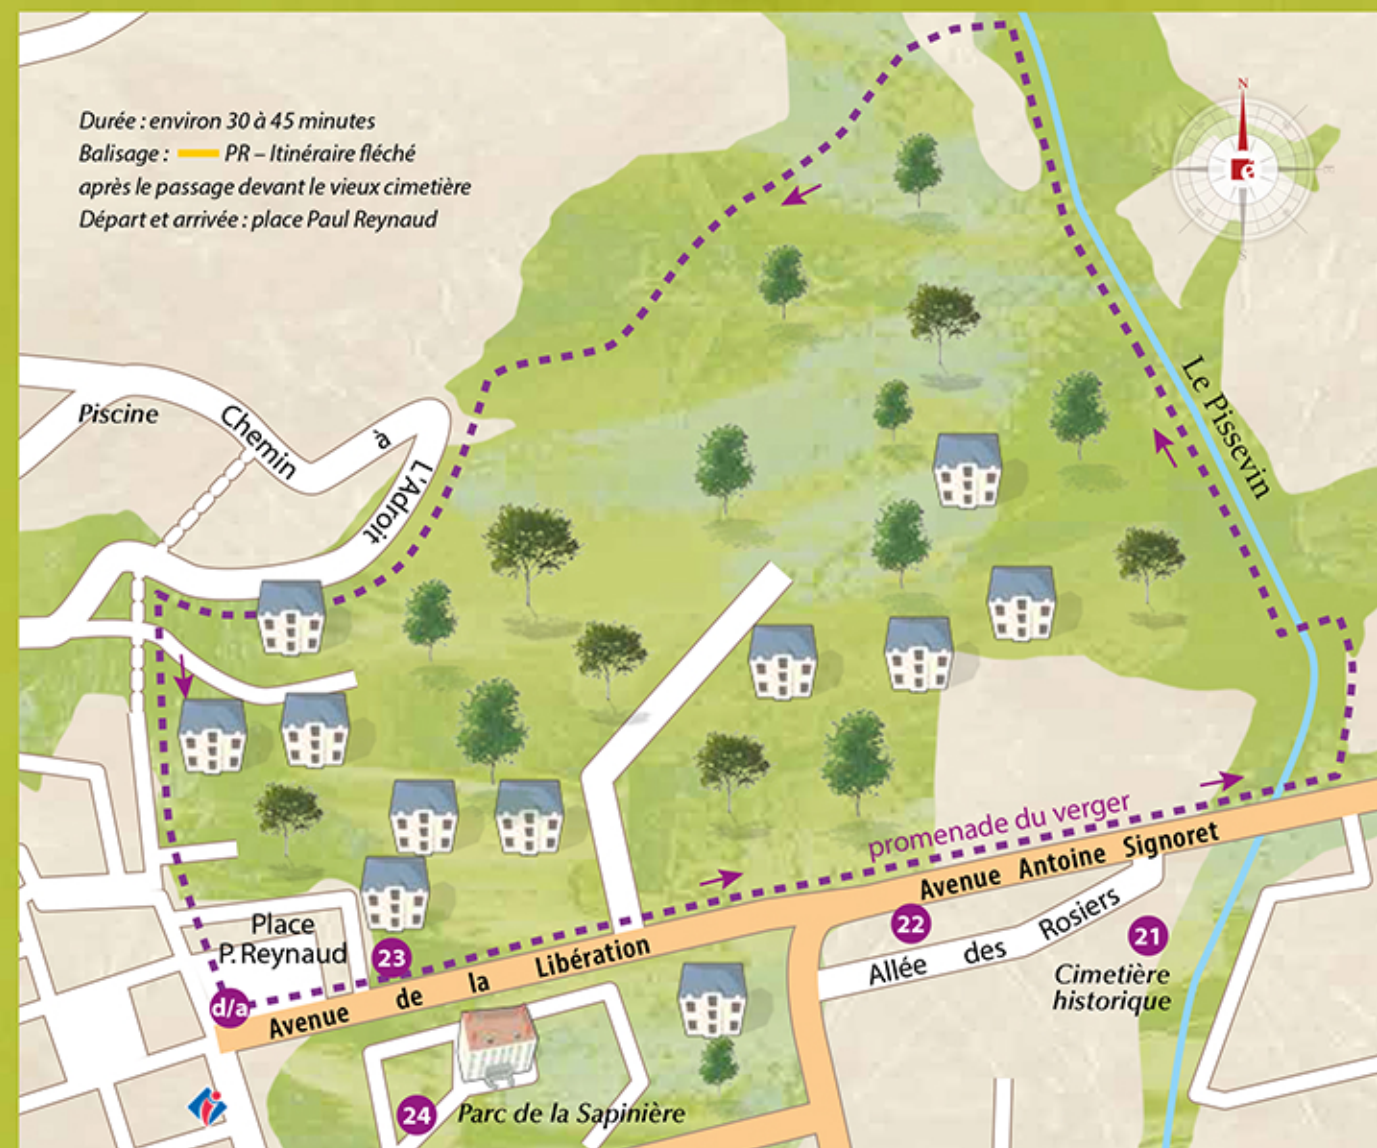 Durée : environ 30 à 45 minutes
Balisage : PR – Itinéraire fléché
après le passage devant le vieux cimetière
Départ et arrivée : place Paul Reynaud
N
S
Piscine
Chemin
à
L'Adroit
Le Pissevin
promenade du verger
Avenue Antoine Signoret
22
21
Allée des Rosiers
Cimetière
historique
Place
P. Reynaud
23
d/a
Avenue de la Libération
24
Parc de la Sapinière